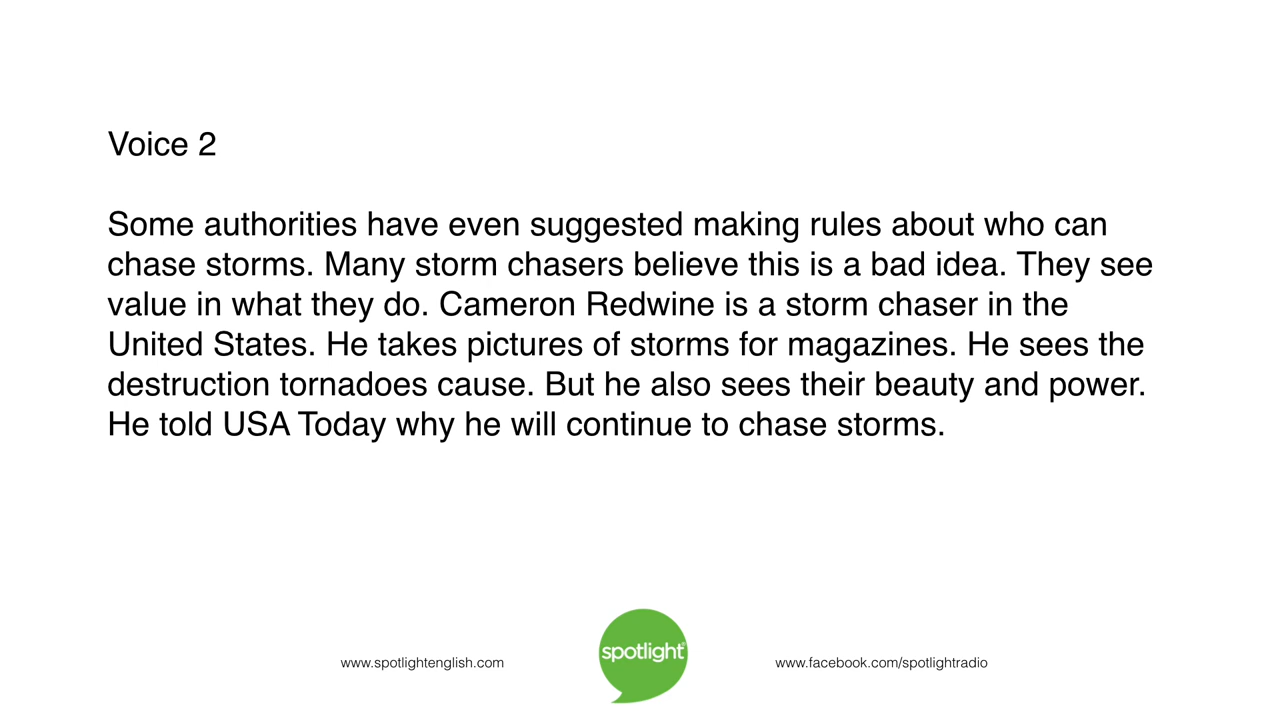 Voice 2
Some authorities have even suggested making rules about who can
chase storms. Many storm chasers believe this is a bad idea. They see
value in what they do. Cameron Redwine is a storm chaser in the
United States. He takes pictures of storms for magazines. He sees the
destruction tornadoes cause. But he also sees their beauty and power.
He told USA Today why he will continue to chase storms.
www.spotlightenglish.com
spotlight®
www.facebook.com/spotlightradio